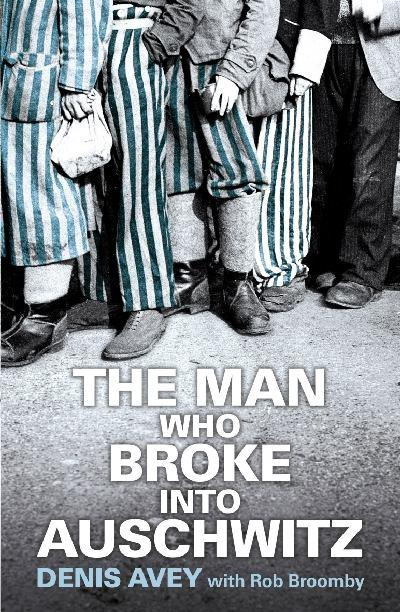 THE MAN
WHO
BROKE
INTO
AUSCHWITZ
DENIS AVEY with Rob Broomby